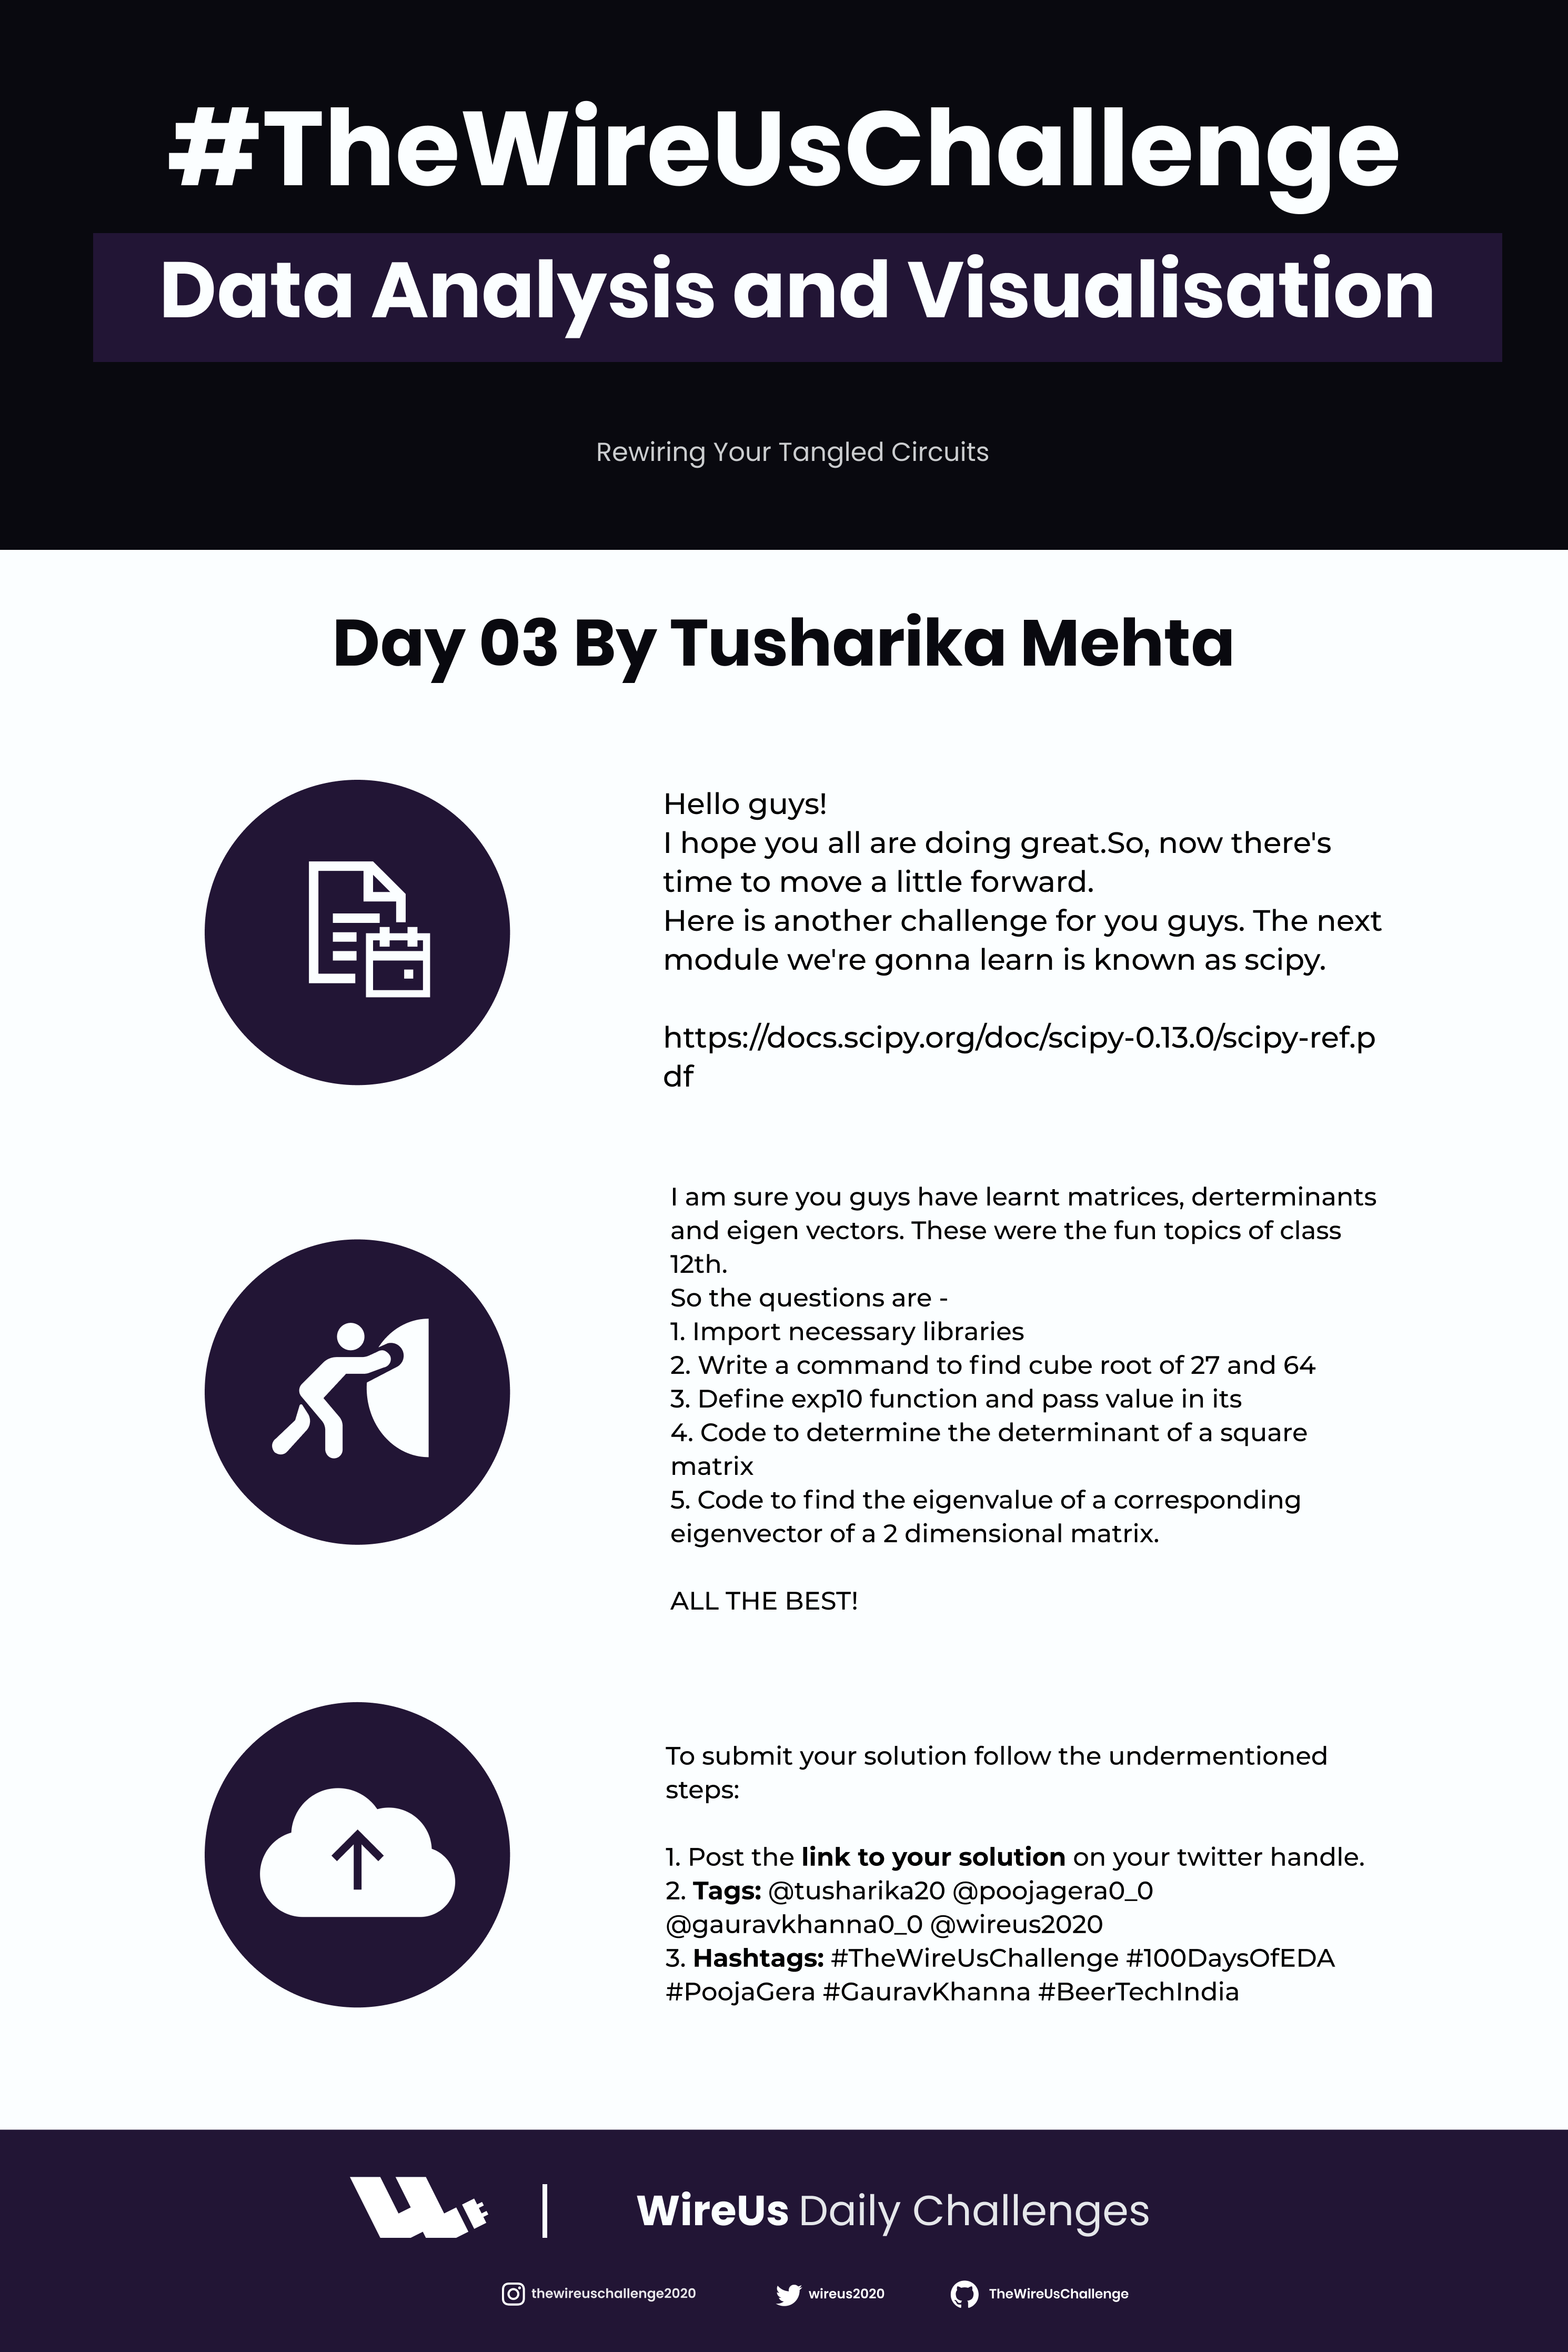 #TheWireUsChallenge
Data Analysis and Visualisation
Rewiring Your Tangled Circuits
Day 03 By Tusharika Mehta
Hello guys!
I hope you all are doing great.So, now there's
time to move a little forward.
Here is another challenge for you guys. The next
module we're gonna learn is known as scipy.
https://docs.scipy.org/doc/scipy-0.13.0/scipy-ref.p
df
I am sure you guys have learnt matrices, derterminants
and eigen vectors. These were the fun topics of class
12th.
So the questions are -
1. Import necessary libraries
2. Write a command to find cube root of 27 and 64
3. Define exp10 function and pass value in its
4. Code to determine the determinant of a square
matrix
5. Code to find the eigenvalue of a corresponding
eigenvector of a 2 dimensional matrix.
ALL THE BEST!
To submit your solution follow the undermentioned
steps:
1. Post the link to your solution on your twitter handle.
2. Tags: @tusharika20 @poojagera0_0
@gauravkhanna0_0 @wireus2020
3. Hashtags: #TheWireUsChallenge #100DaysOfEDA
#PoojaGera #GauravKhanna #BeerTechIndia
WireUs Daily Challenges
thewireuschallenge2020 wireus2020 TheWireUsChallenge